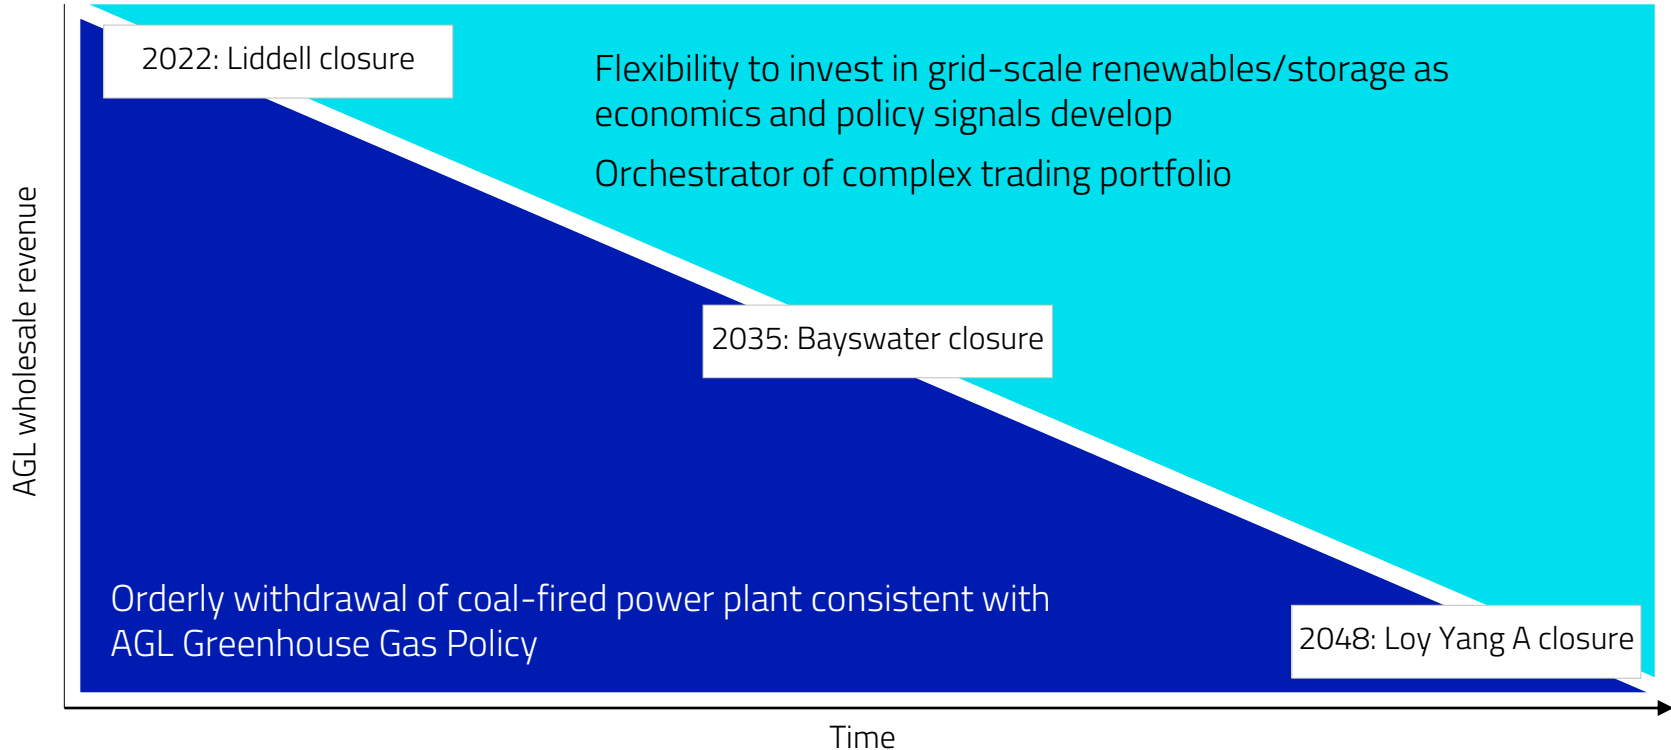 2022: Liddell closure
Flexibility to invest in grid-scale renewables/storage as
economics and policy signals develop
Orchestrator of complex trading portfolio
AGL wholesale revenue
2035: Bayswater closure
Orderly withdrawal of coal-fired power plant consistent with
AGL Greenhouse Gas Policy
2048: Loy Yang A closure
Time